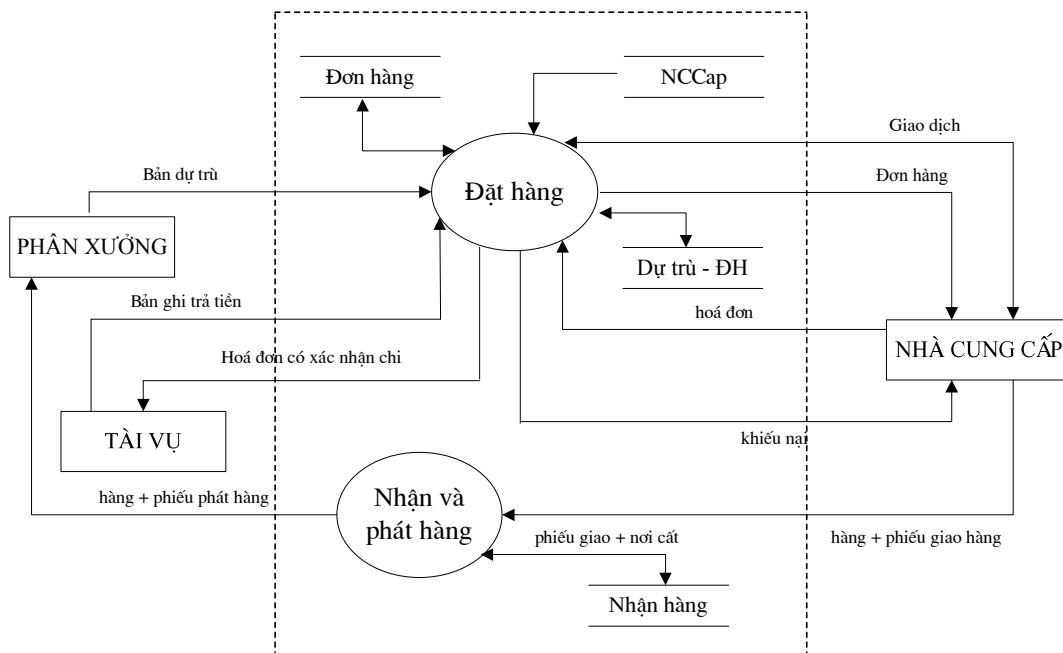 Đơn hàng
NCCap
Giao dịch
Bản dự trù
Đặt hàng
Đơn hàng
PHÂN XƯỞNG
Dự trù - ĐH
Bản ghi trả tiền
hoá đơn
NHÀ CUNG CẤP
Hoá đơn có xác nhận chi
TÀI VỤ
khiếu nại
hàng + phiếu phát hàng
Nhận và
phát hàng
phiếu giao + nơi cất
hàng + phiếu giao hàng
Nhận hàng